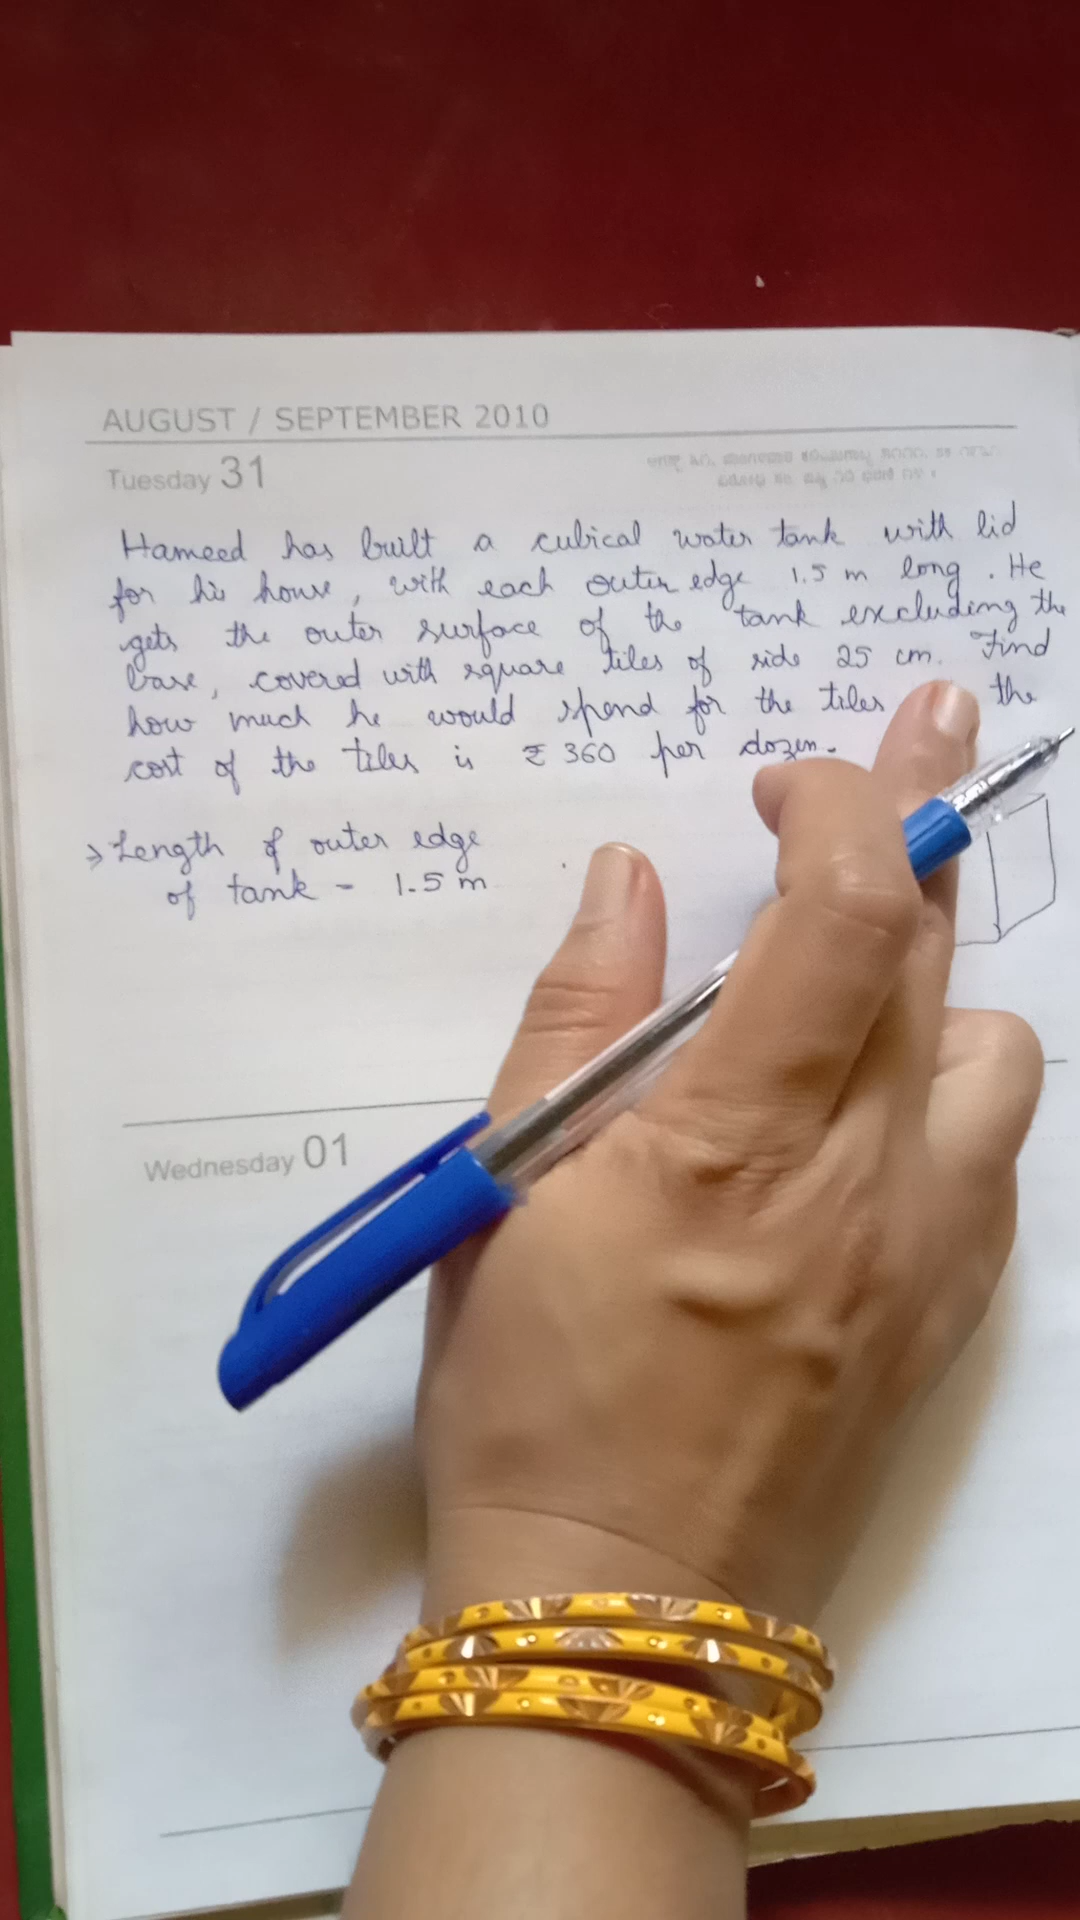 AUGUST / SEPTEMBER 2010
Tuesday 31
Hameed has built a cubical water tank with lid
for his house, with each outer edge 1.5 m long. He
gets the outer surface of the tank excluding the
base, covered with square tiles of side 25 cm. Find
how much he would spend for the tiles the
cost of the tiles is ₹ 360 per dozen.
→ Length of outer edge
of tank - 1.5 m
Wednesday 01